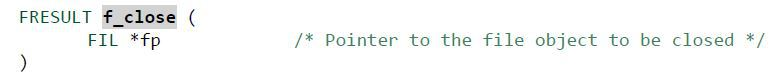 FRESULT f_close (
FIL *fp /* Pointer to the file object to be closed */
)